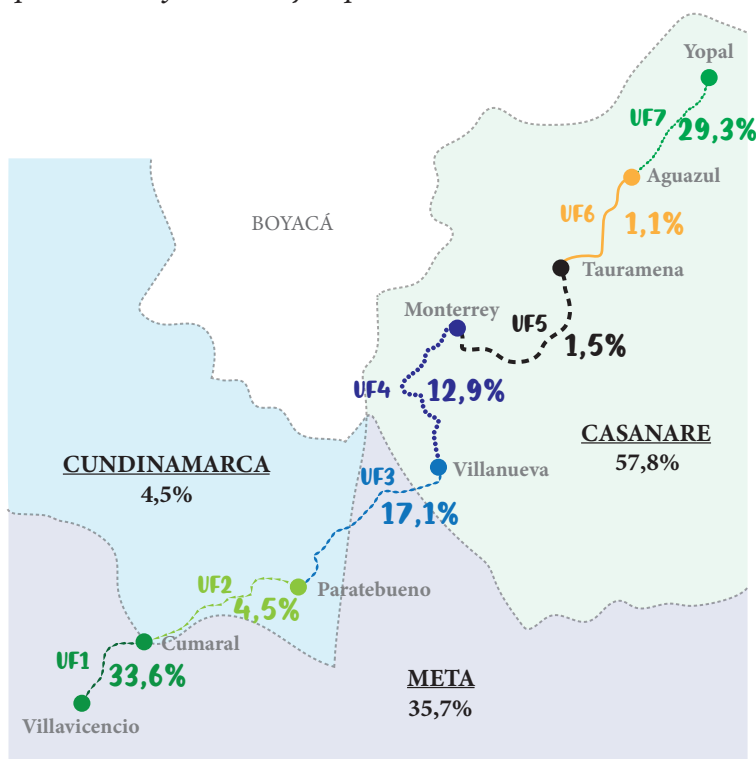 Yopal
UF7
29,3%
Aguazul
UF6
1,1%
BOYACÁ
Tauramena
Monterrey
UF5
1,5%
UF4
12,9%
CASANARE
57,8%
CUNDINAMARCA
4,5%
Villanueva
UF3
17,1%
UF2
4,5%
Paratebueno
Cumaral
UF1
33,6%
META
35,7%
Villavicencio